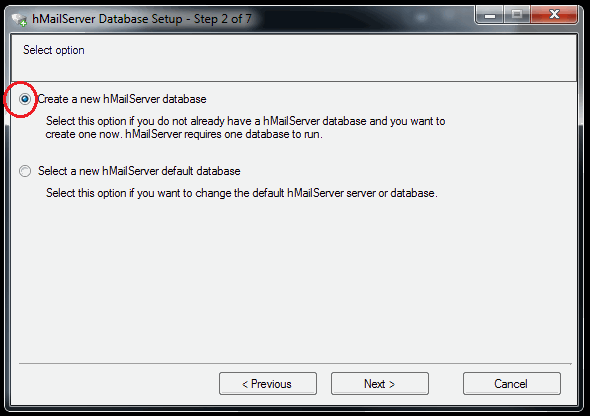 hMailServer Database Setup - Step 2 of 7
Select option
Create a new hMailServer database
Select this option if you do not already have a hMailServer database and you want to
create one now. hMailServer requires one database to run.
Select a new hMailServer default database
Select this option if you want to change the default hMailServer server or database.
< Previous
Next >
Cancel